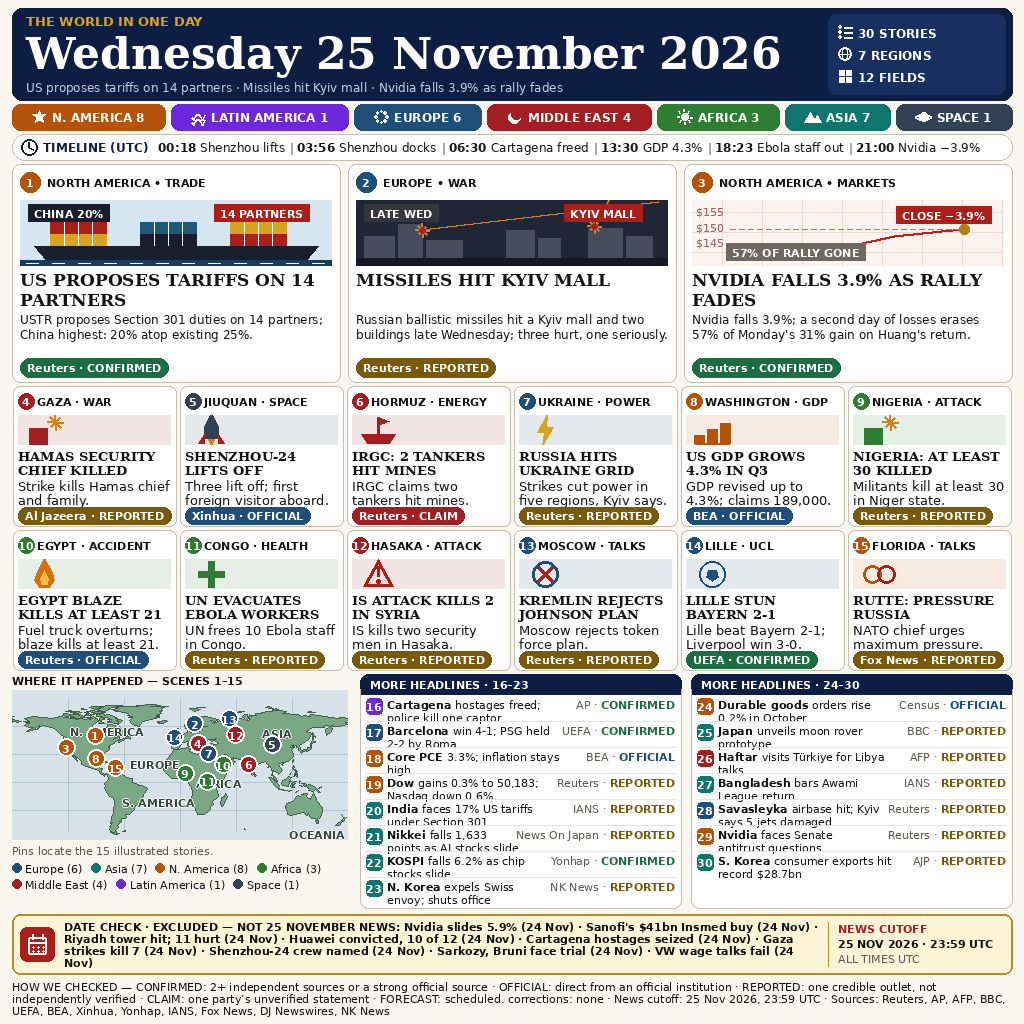 THE WORLD IN ONE DAY
Wednesday 25 November 2026
US proposes tariffs on 14 partners · Missiles hit Kyiv mall · Nvidia falls 3.9% as rally fades
30 STORIES
7 REGIONS
12 FIELDS
N. AMERICA 8
LATIN AMERICA 1
EUROPE 6
MIDDLE EAST 4
AFRICA 3
ASIA 7
SPACE 1
TIMELINE (UTC) 00:18 Shenzhou lifts | 03:56 Shenzhou docks | 06:30 Cartagena freed | 13:30 GDP 4.3% | 18:23 Ebola staff out | 21:00 Nvidia −3.9%
1 NORTH AMERICA • TRADE
CHINA 20%
14 PARTNERS
US PROPOSES TARIFFS ON 14
PARTNERS
USTR proposes Section 301 duties on 14 partners;
China highest: 20% atop existing 25%.
Reuters · CONFIRMED
2 EUROPE • WAR
LATE WED
KYIV MALL
MISSILES HIT KYIV MALL
Russian ballistic missiles hit a Kyiv mall and two
buildings late Wednesday; three hurt, one seriously.
Reuters · REPORTED
3 NORTH AMERICA • MARKETS
$155
$150
$145
CLOSE −3.9%
57% OF RALLY GONE
NVIDIA FALLS 3.9% AS RALLY
FADES
Nvidia falls 3.9%; a second day of losses erases
57% of Monday's 31% gain on Huang's return.
Reuters · CONFIRMED
4 GAZA · WAR
HAMAS SECURITY
CHIEF KILLED
Strike kills Hamas chief
and family.
Al Jazeera · REPORTED
5 JIUQUAN · SPACE
SHENZHOU-24
LIFTS OFF
Three lift off; first
foreign visitor aboard.
Xinhua · OFFICIAL
6 HORMUZ · ENERGY
IRGC: 2 TANKERS
HIT MINES
IRGC claims two
tankers hit mines.
Reuters · CLAIM
7 UKRAINE · POWER
RUSSIA HITS
UKRAINE GRID
Strikes cut power in
five regions, Kyiv says.
Reuters · REPORTED
8 WASHINGTON · GDP
US GDP GROWS
4.3% IN Q3
GDP revised up to
4.3%; claims 189,000.
BEA · OFFICIAL
9 NIGERIA · ATTACK
NIGERIA: AT LEAST
30 KILLED
Militants kill at least 30
in Niger state.
Reuters · REPORTED
10 EGYPT · ACCIDENT
EGYPT BLAZE
KILLS AT LEAST 21
Fuel truck overturns;
blaze kills at least 21.
Reuters · OFFICIAL
11 CONGO · HEALTH
UN EVACUATES
EBOLA WORKERS
UN frees 10 Ebola staff
in Congo.
Reuters · REPORTED
12 HASAKA · ATTACK
IS ATTACK KILLS 2
IN SYRIA
IS kills two security
men in Hasaka.
Reuters · REPORTED
13 MOSCOW · TALKS
KREMLIN REJECTS
JOHNSON PLAN
Moscow rejects token
force plan.
Reuters · REPORTED
14 LILLE · UCL
LILLE STUN
BAYERN 2-1
Lille beat Bayern 2-1;
Liverpool win 3-0.
UEFA · CONFIRMED
15 FLORIDA · TALKS
RUTTE: PRESSURE
RUSSIA
NATO chief urges
maximum pressure.
Fox News · REPORTED
WHERE IT HAPPENED — SCENES 1-15
13
2
N. AMERICA
1
12
14
ASIA
3
4
5
7
8
EUROPE
10
6
15
9
11
AFRICA
S. AMERICA
OCEANIA
Pins locate the 15 illustrated stories.
Europe (6) Asia (7) N. America (8) Africa (3)
Middle East (4) Latin America (1) Space (1)
MORE HEADLINES · 16-23
16 Cartagena hostages freed; AP · CONFIRMED
police kill one captor
17 Barcelona win 4-1; PSG held UEFA · CONFIRMED
2-2 by Roma
18 Core PCE 3.3%; inflation stays BEA · OFFICIAL
high
19 Dow gains 0.3% to 50,183; Reuters · REPORTED
Nasdaq down 0.6%
20 India faces 17% US tariffs IANS · REPORTED
under Section 301
21 Nikkei falls 1,633 News On Japan · REPORTED
points as AI stocks slide
22 KOSPI falls 6.2% as chip Yonhap · CONFIRMED
stocks slide
23 N. Korea expels Swiss NK News · REPORTED
envoy; shuts office
MORE HEADLINES · 24-30
24 Durable goods orders rise Census · OFFICIAL
0.2% in October
25 Japan unveils moon rover BBC · REPORTED
prototype
26 Haftar visits Türkiye for Libya AFP · REPORTED
talks
27 Bangladesh bars Awami IANS · REPORTED
League return
28 Savasleyka airbase hit; Kyiv Reuters · REPORTED
says 5 jets damaged
29 Nvidia faces Senate Reuters · REPORTED
antitrust questions
30 S. Korea consumer exports hit AJP · REPORTED
record $28.7bn
DATE CHECK · EXCLUDED — NOT 25 NOVEMBER NEWS: Nvidia slides 5.9% (24 Nov) · Sanofi's $41bn Insmed buy (24 Nov) ·
Riyadh tower hit; 11 hurt (24 Nov) · Huawei convicted, 10 of 12 (24 Nov) · Cartagena hostages seized (24 Nov) · Gaza
strikes kill 7 (24 Nov) · Shenzhou-24 crew named (24 Nov) · Sarkozy, Bruni face trial (24 Nov) · VW wage talks fail (24
Nov)
NEWS CUTOFF
25 NOV 2026 · 23:59 UTC
ALL TIMES UTC
HOW WE CHECKED — CONFIRMED: 2+ independent sources or a strong official source · OFFICIAL: direct from an official institution · REPORTED: one credible outlet, not
independently verified · CLAIM: one party's unverified statement · FORECAST: scheduled. corrections: none · News cutoff: 25 Nov 2026, 23:59 UTC · Sources: Reuters, AP, AFP, BBC,
UEFA, BEA, Xinhua, Yonhap, IANS, Fox News, DJ Newswires, NK News